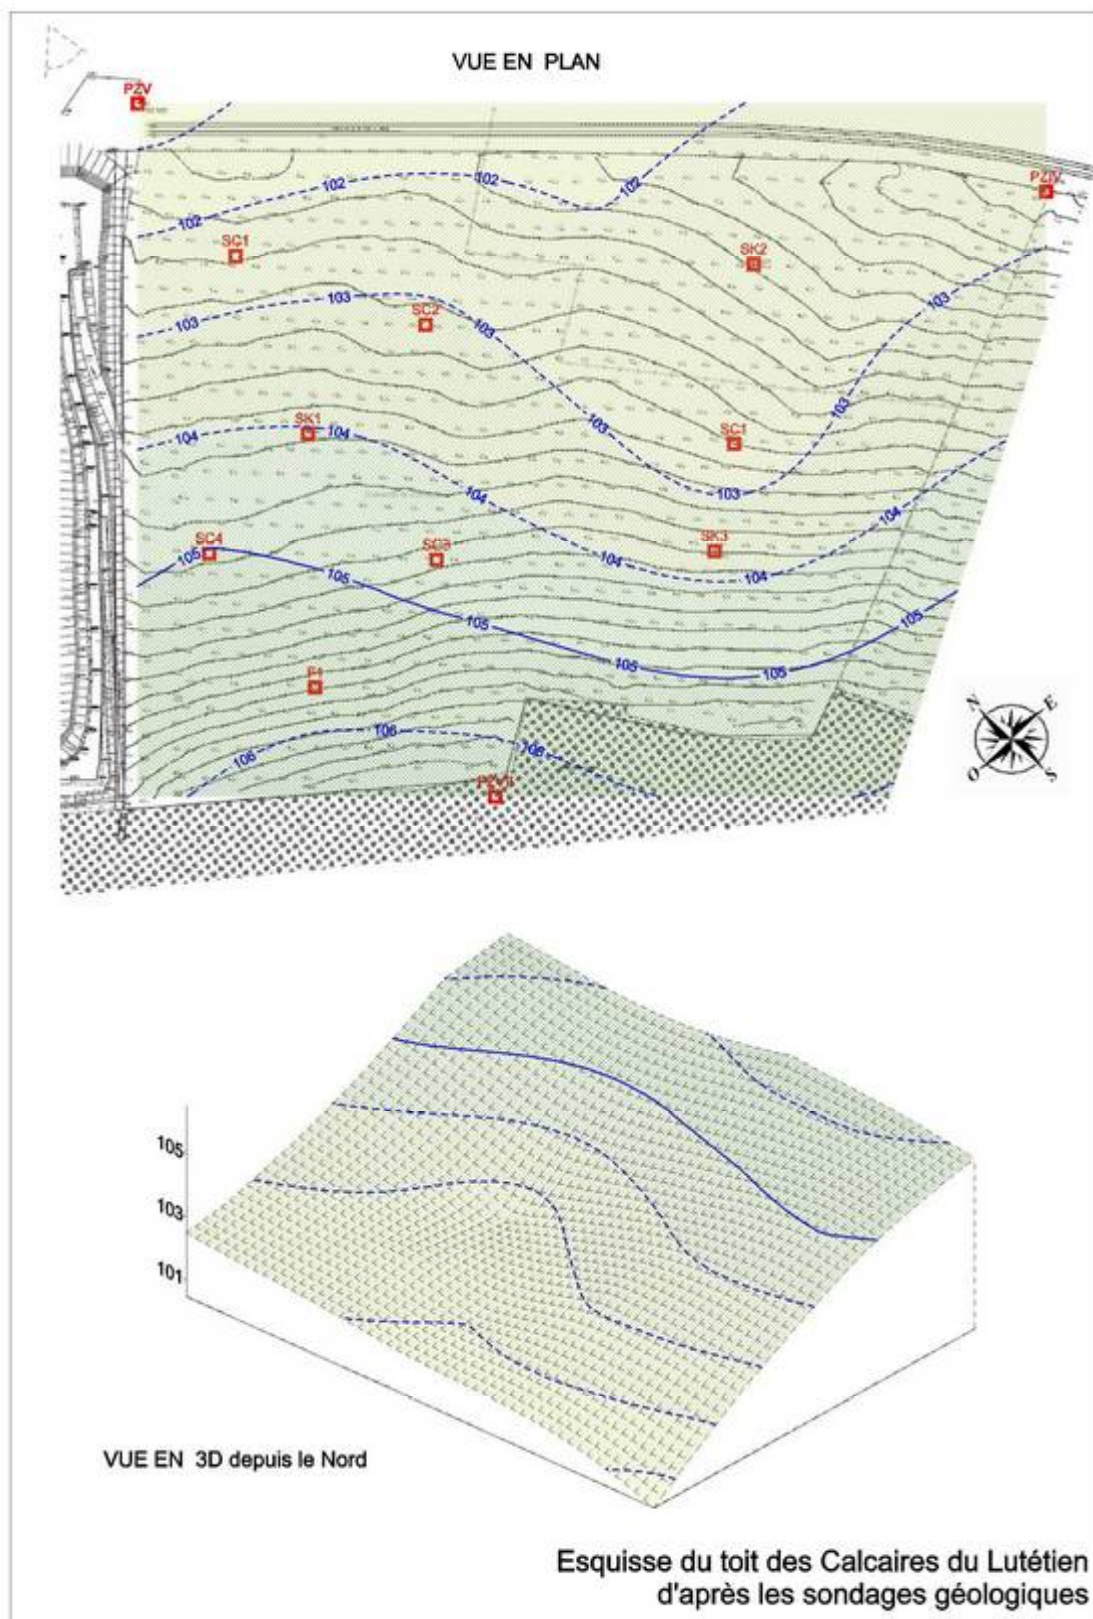 VUE EN PLAN
PZV
PZIV
102
102
102
102
SC1
SK2
103
103
103
103
SC2
103
103
SK1
SC1
104
104
104
104
104
104
SC4
SC3
SK3
105
105
105
105
105
105
F1
106
106
106
N
E
O
S
105
103
101
VUE EN 3D depuis le Nord
Esquisse du toit des Calcaires du Lutétien
d'après les sondages géologiques